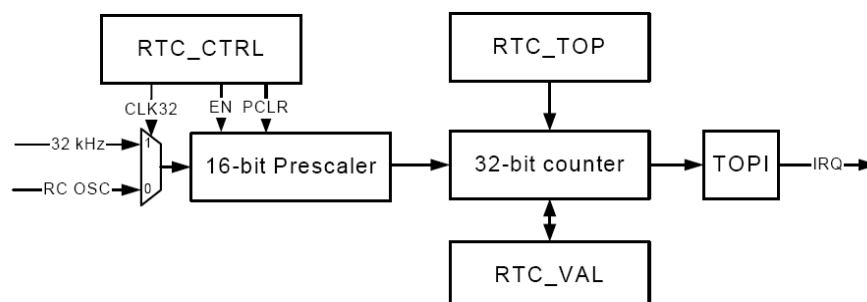 RTC_CTRL
RTC_TOP
CLK32
EN
PCLR
32 kHz
1
16-bit Prescaler
32-bit counter
TOPI
IRQ
RC OSC
0
RTC_VAL